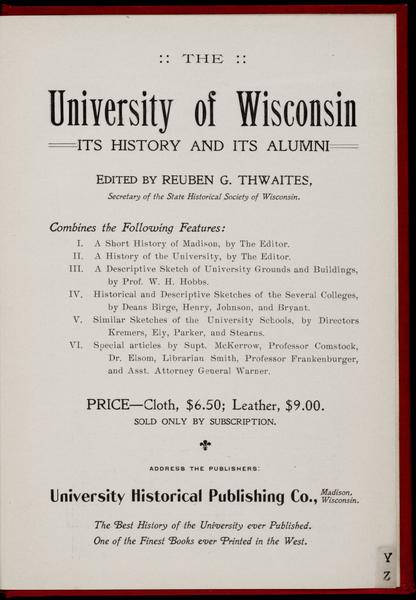 :: THE ::
University of Wisconsin
ITS HISTORY AND ITS ALUMNI
EDITED BY REUBEN G. THWAITES,
Secretary of the State Historical Society of Wisconsin.
Combines the Following Features:
I. A Short History of Madison, by The Editor.
II. A History of the University, by The Editor.
III. A Descriptive Sketch of University Grounds and Buildings,
by Prof. W. H. Hobbs.
IV. Historical and Descriptive Sketches of the Several Colleges,
by Deans Birge, Henry, Johnson, and Bryant.
V. Similar Sketches of the University Schools, by Directors
Kremers, Ely, Parker, and Stearns.
VI. Special articles by Supt. McKerrow, Professor Comstock,
Dr. Elsom, Librarian Smith, Professor Frankenburger,
and Asst. Attorney General Warner.
PRICE—Cloth, $6.50; Leather, $9.00.
SOLD ONLY BY SUBSCRIPTION.
ADDRESS THE PUBLISHERS:
University Historical Publishing Co., Madison, Wisconsin.
The Best History of the University ever Published.
One of the Finest Books ever Printed in the West.
Y
Z